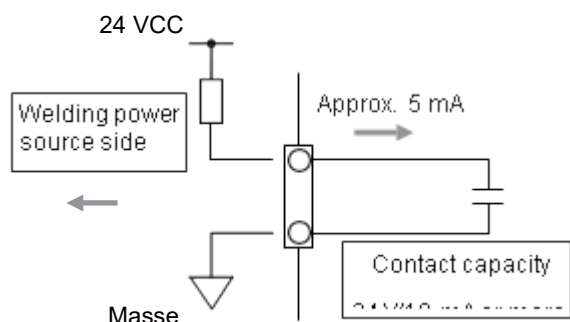 24 VCC
Approx. 5 mA
Welding power
source side
Contact capacity
Masse